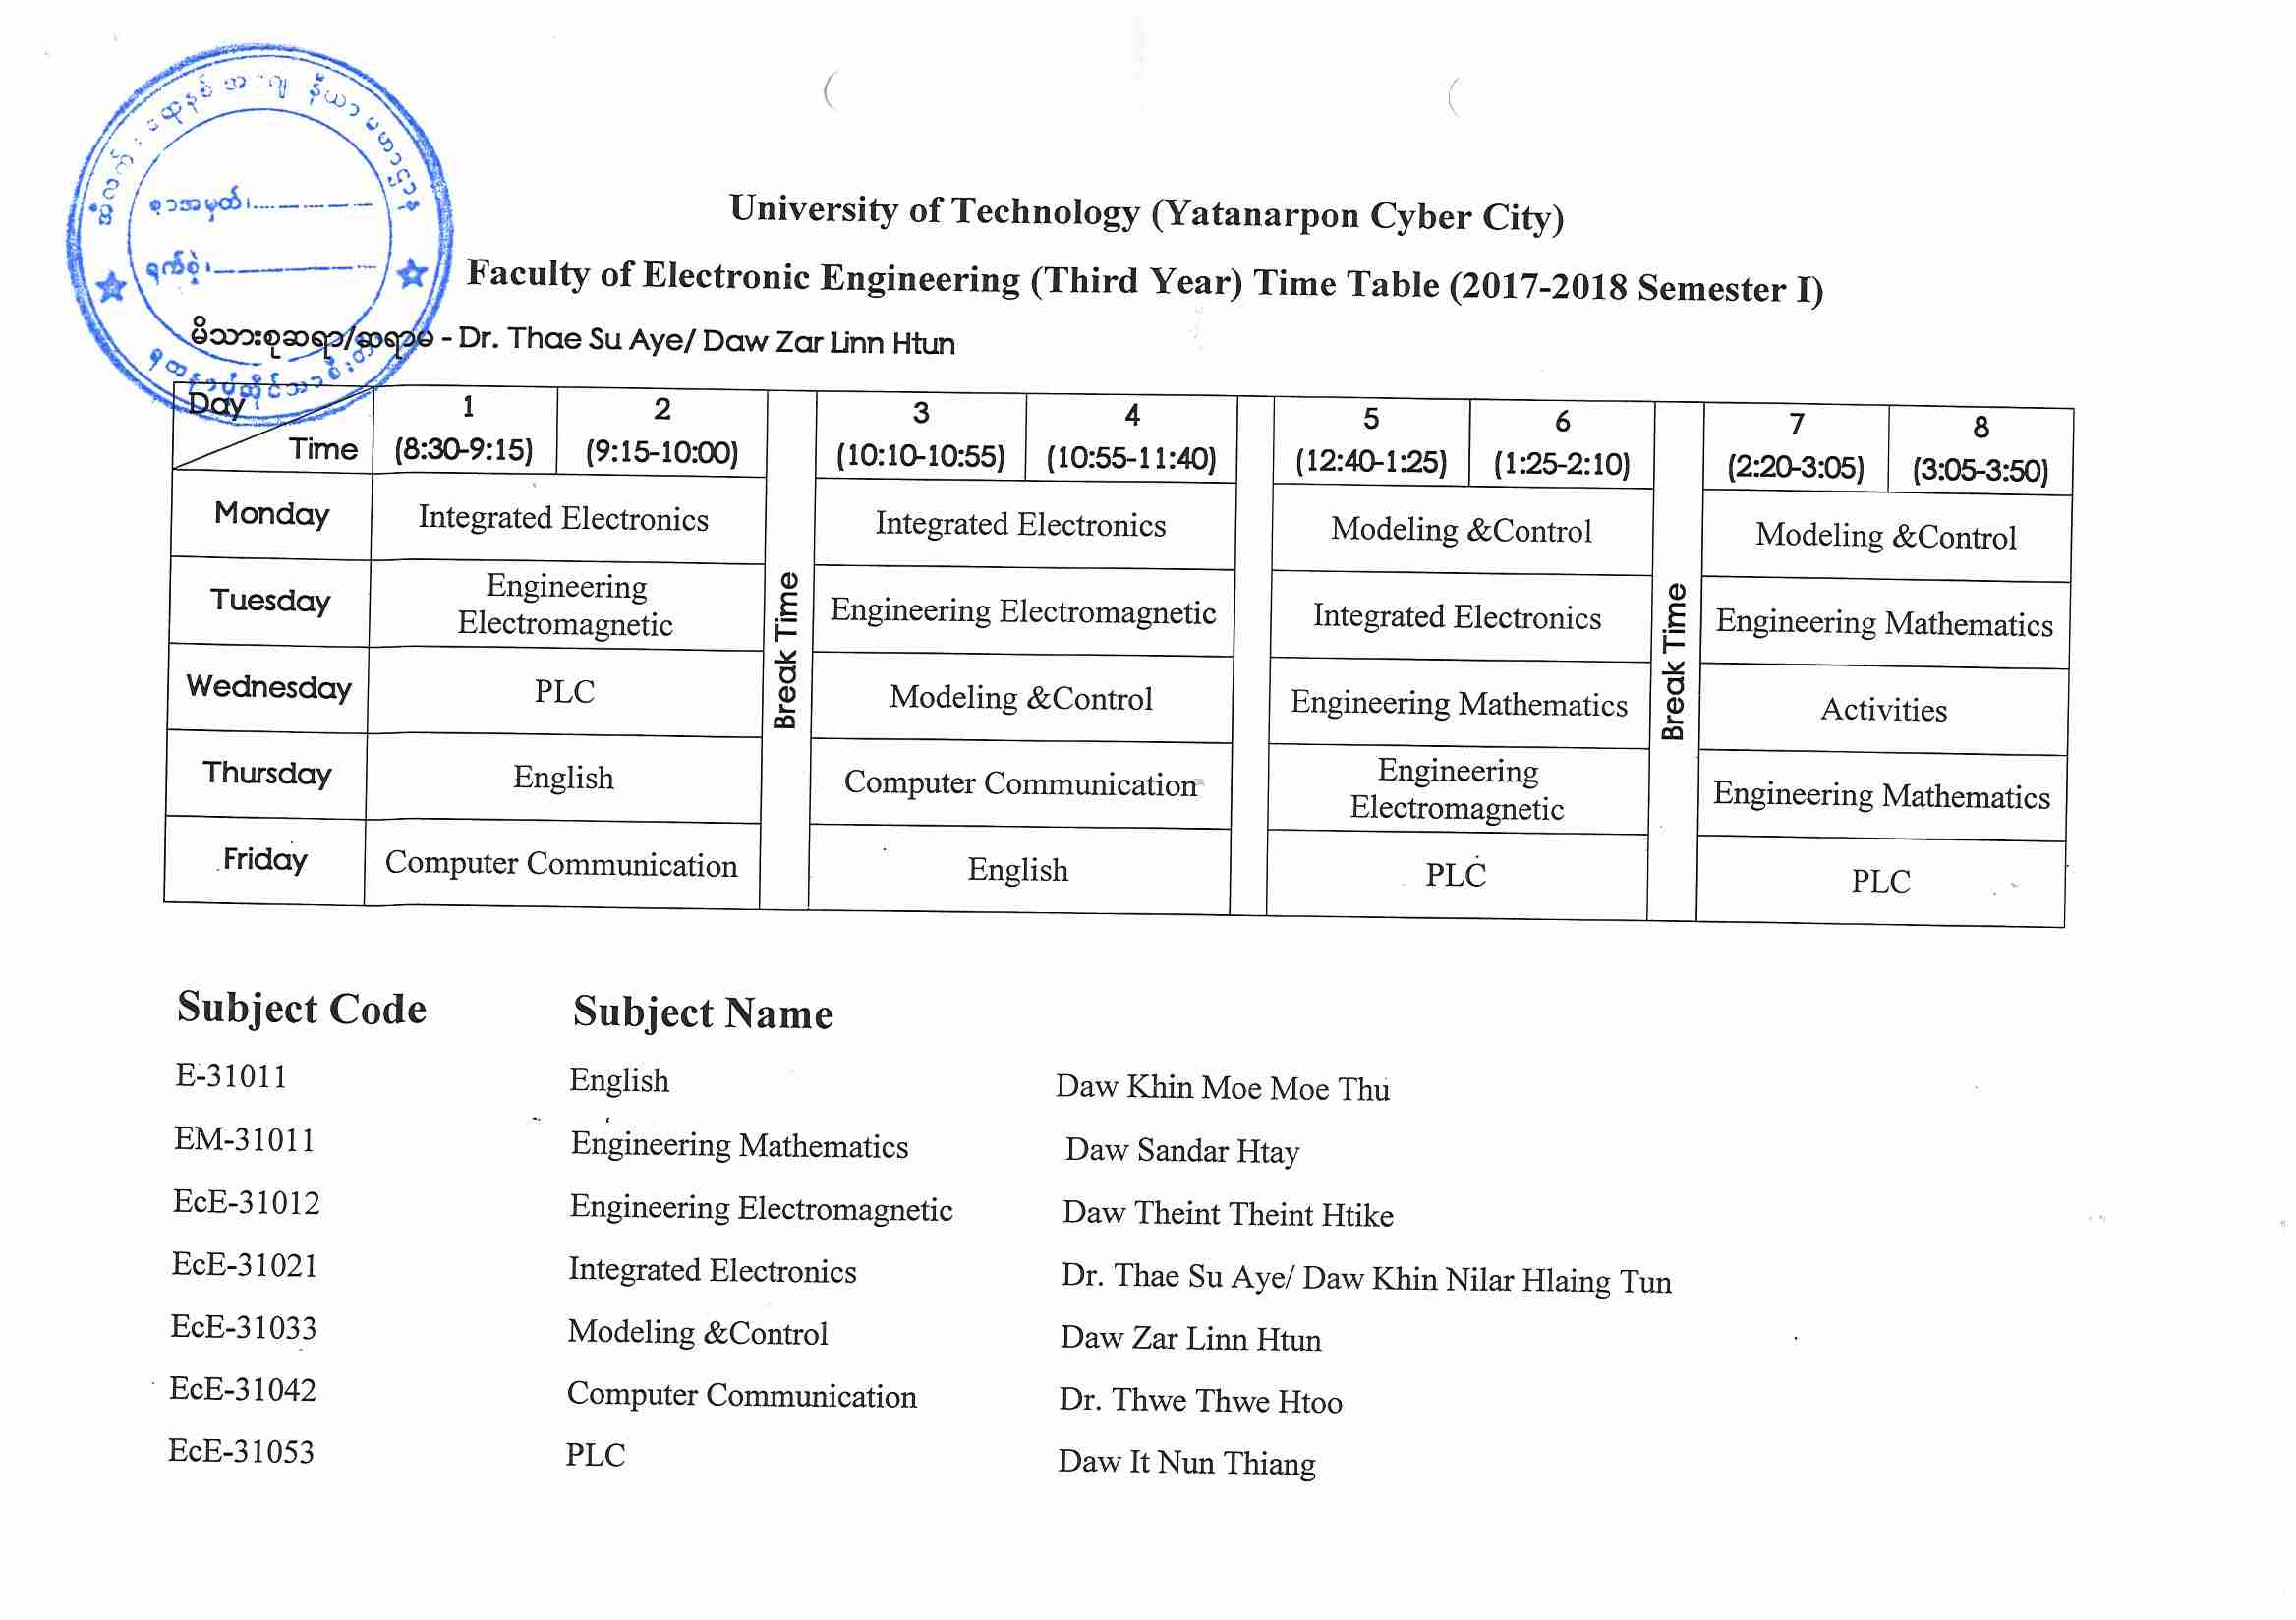 စာအမှတ်၊
ရက်စွဲ၊
University of Technology (Yatanarpon Cyber City)
Faculty of Electronic Engineering (Third Year) Time Table (2017-2018 Semester I)
မိသားစုဆရာ/ဆရာမ - Dr. Thae Su Aye/ Daw Zar Linn Htun
Day
Time
1
(8:30-9:15)
2
(9:15-10:00)
3
(10:10-10:55)
4
(10:55-11:40)
5
(12:40-1:25)
6
(1:25-2:10)
7
(2:20-3:05)
8
(3:05-3:50)
Break Time
Break Time
Monday
Integrated Electronics
Integrated Electronics
Modeling &Control
Modeling &Control
Tuesday
Engineering
Electromagnetic
Engineering Electromagnetic
Integrated Electronics
Engineering Mathematics
Wednesday
PLC
Modeling &Control
Engineering Mathematics
Activities
Thursday
English
Computer Communication
Engineering
Electromagnetic
Engineering Mathematics
Friday
Computer Communication
English
PLC
PLC
Subject Code Subject Name
E-31011 English Daw Khin Moe Moe Thu
EM-31011 Engineering Mathematics Daw Sandar Htay
EcE-31012 Engineering Electromagnetic Daw Theint Theint Htike
EcE-31021 Integrated Electronics Dr. Thae Su Aye/ Daw Khin Nilar Hlaing Tun
EcE-31033 Modeling &Control Daw Zar Linn Htun
EcE-31042 Computer Communication Dr. Thwe Thwe Htoo
EcE-31053 PLC Daw It Nun Thiang